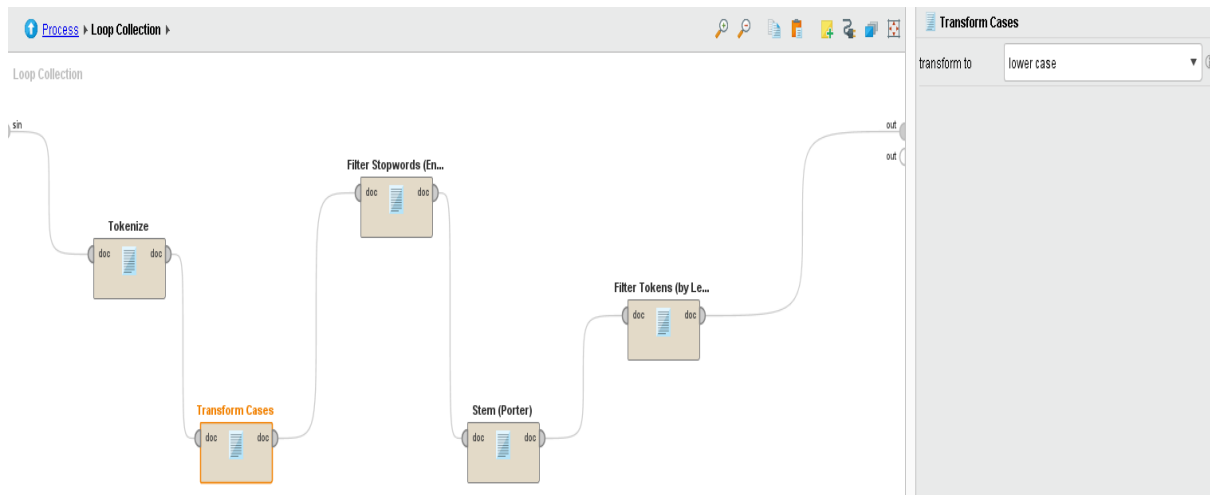 Process ▸ Loop Collection ▸
Transform Cases
transform to
lower case
Loop Collection
sin
out
out
Filter Stopwords (En...
doc doc
Tokenize
doc doc
Filter Tokens (by Le...
doc doc
Transform Cases
doc doc
Stem (Porter)
doc doc